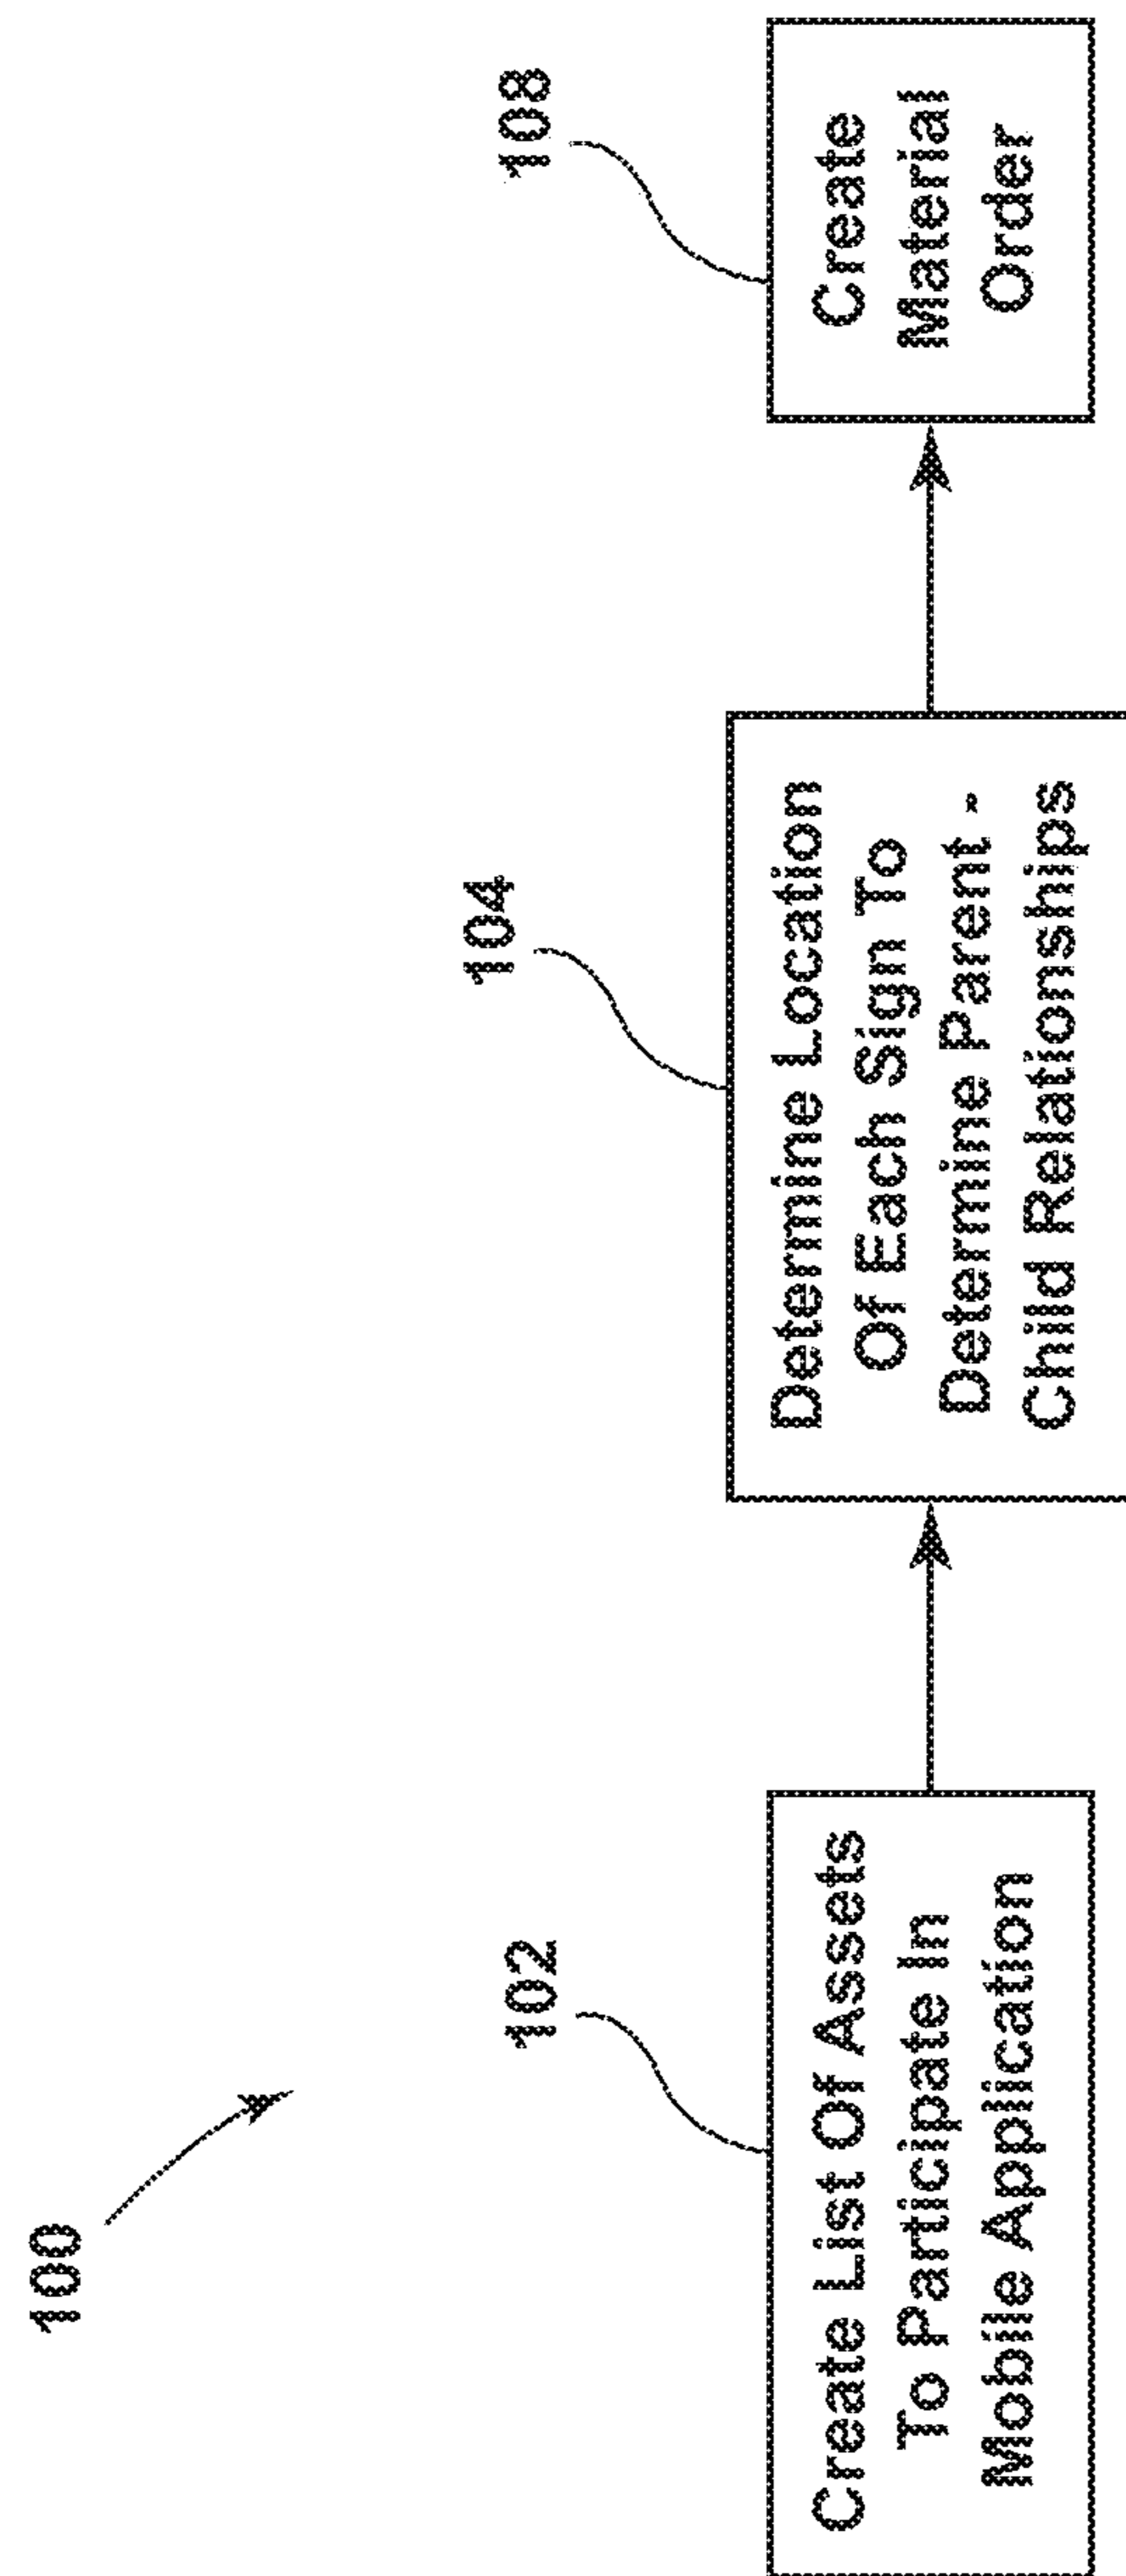 100
102
Create List Of Assets
To Participate In
Mobile Application
104
Determine Location
Of Each Sign To
Determine Parent -
Child Relationships
108
Create
Material
Order